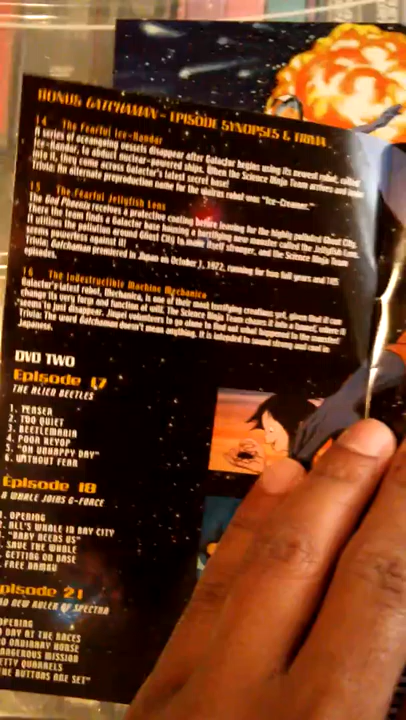 BONUS GATCHAMAN - EPISODE SYNOPSES & TRIVIA
14 The Fearful Ice-Kander
A series of oceangoing vessels disappear after Galactor begins using its newest robot, called
Ice-Kander, to abduct nuclear-powered ships. When the Science Ninja Team arrives and
into it, they come across Galactor's latest secret base!
Trivia: An alternate preproduction name for the villains robot was "Ice-Creamer."
15 The Fearful Jellyfish Lens
The God Phoenix receives a protective coating before leaving for the highly polluted Ghost City.
There the team finds a Galactor base housing a horrifying new monster called the Jellyfish Lens.
It utilizes the pollution around Ghost City to make itself stronger, and the Science Ninja Team
seems powerless against it!
Trivia: Gatchaman premiered in Japan on October 1, 1972, running for two full years and 105
episodes.
16 The Indestructible Machine Mechanica
Galactor's latest robot, Mechanica, is one of their most horrifying creations yet, given that it can
change its very form and function at will. The Science Ninja Team chases it into a tunnel, where it
seems to just disappear. Jinpei volunteers to go alone to find out what happened to the monster
Trivia: The word Gatchaman doesn't mean anything. It is intended to sound strong and cool in
Japanese.
DVD TWO
Episode 17
THE ALIEN BEETLES
1. TEASER
2. TOO QUIET
3. BEETLEMANIA
4. POOR KEYOP
5. "ON UNHAPPY DAY"
6. WITHOUT FEAR
Episode 18
A WHALE JOINS G-FORCE
1. OPENING
2. ALL'S WHALE IN BAY CITY
3. "BABY NEEDS US"
4. SAVE THE WHALE
5. GETTING ON BASE
FREE RAMBU
Episode 21
MAD NEW RULER OF SPECTRA
OPENING
A DAY AT THE RACES
NO ORDINARY HORSE
DANGEROUS MISSION
PETTY QUARRELS
THE BUTTONS ARE SET"